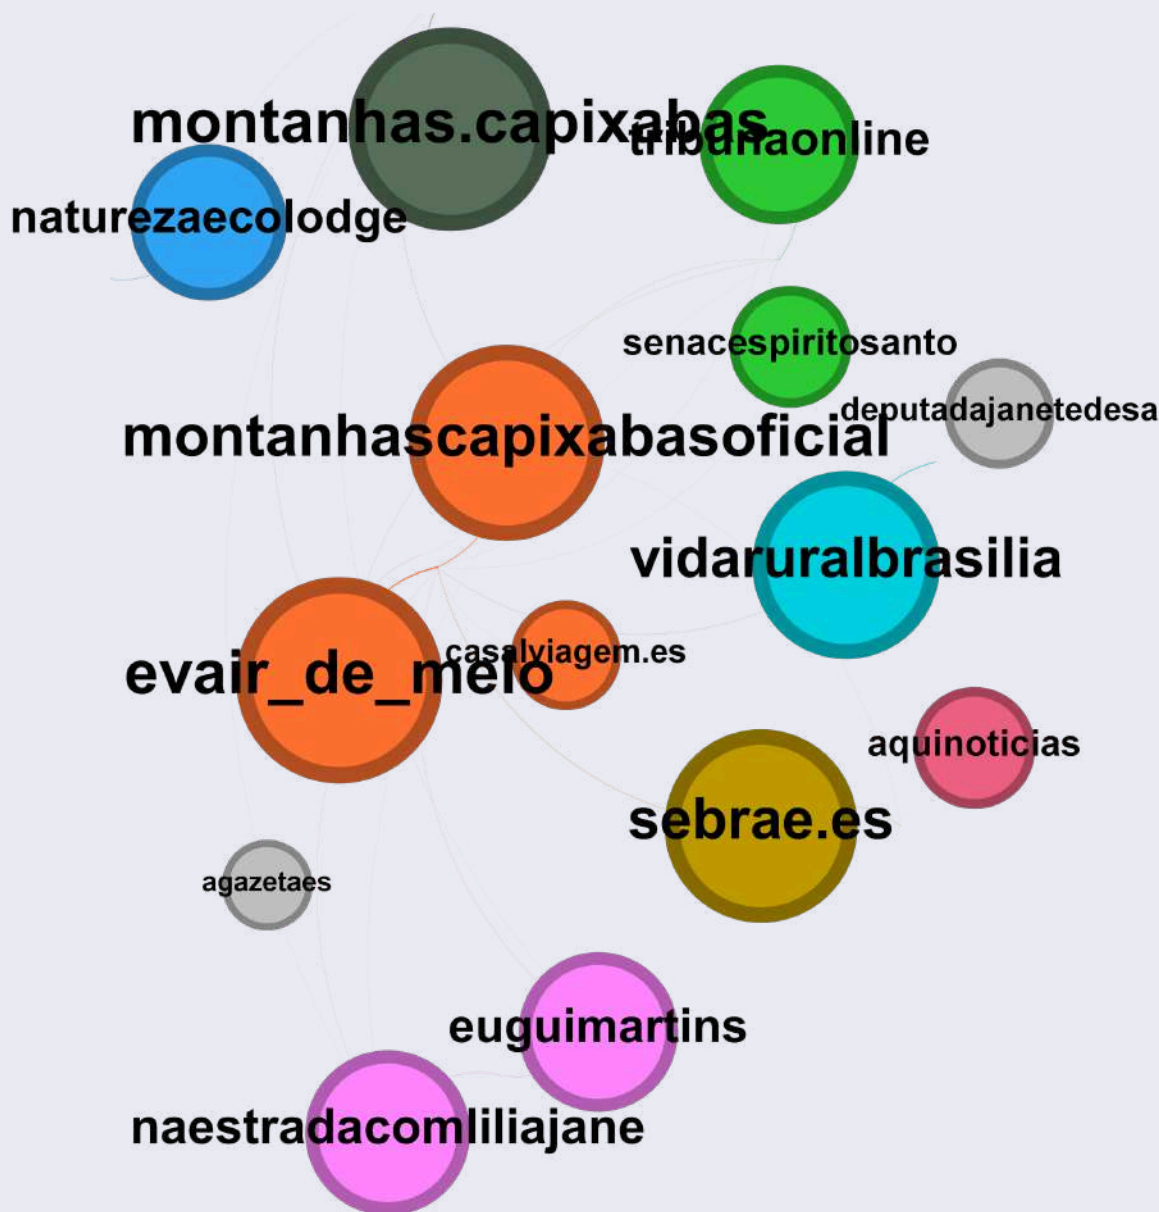 montanhas.capixabas
tribunaonline
naturezaecolodge
senacespiritosanto
deputadajanetedesa
montanhascapixabasoficial
vidaruralbrasilia
casalviagem.es
evair_de_melo
aquinoticias
sebrae.es
agazetaes
euguimartins
naestradacomliliajane